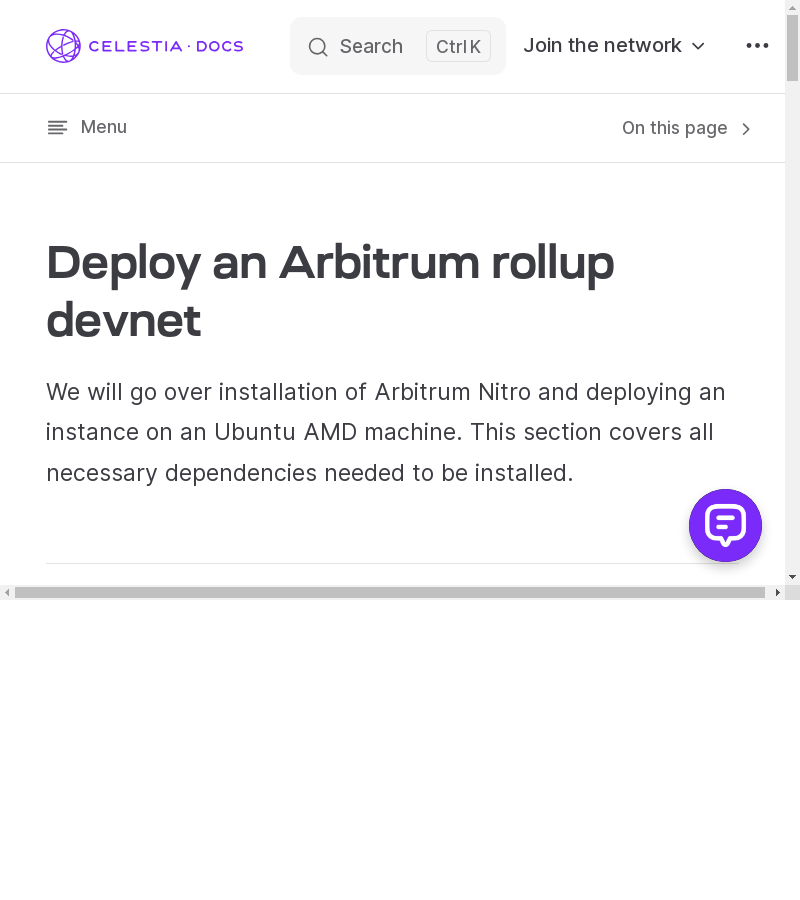 CELESTIA · DOCS
Search
Ctrl K
Join the network
Menu
On this page
Deploy an Arbitrum rollup
devnet
We will go over installation of Arbitrum Nitro and deploying an
instance on an Ubuntu AMD machine. This section covers all
necessary dependencies needed to be installed.